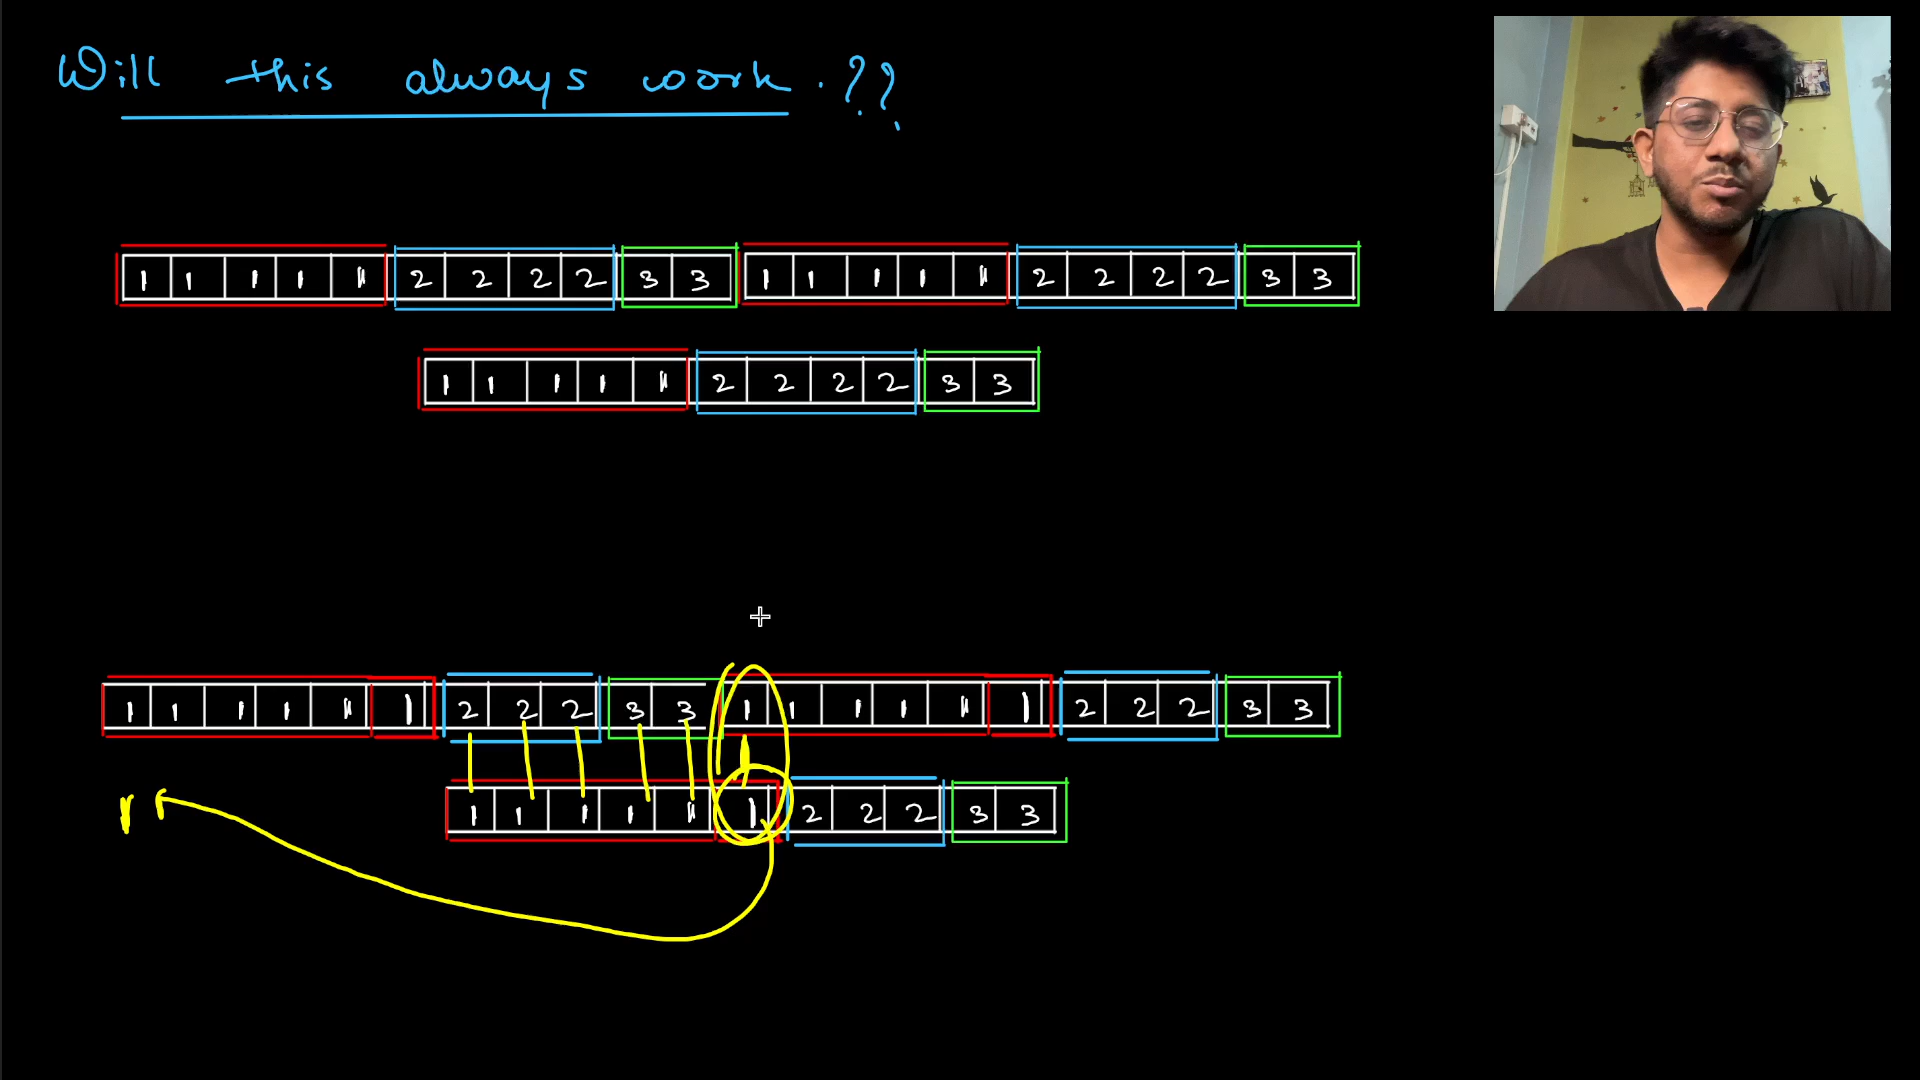 Will this always work.??
1 1 1 1 1 2 2 2 2 3 3 1 1 1 1 1 2 2 2 2 3 3
1 1 1 1 1 2 2 2 2 3 3
1 1 1 1 1 1 2 2 2 3 3 1 1 1 1 1 1 2 2 2 3 3
1 1 1 1 1 1 2 2 2 3 3